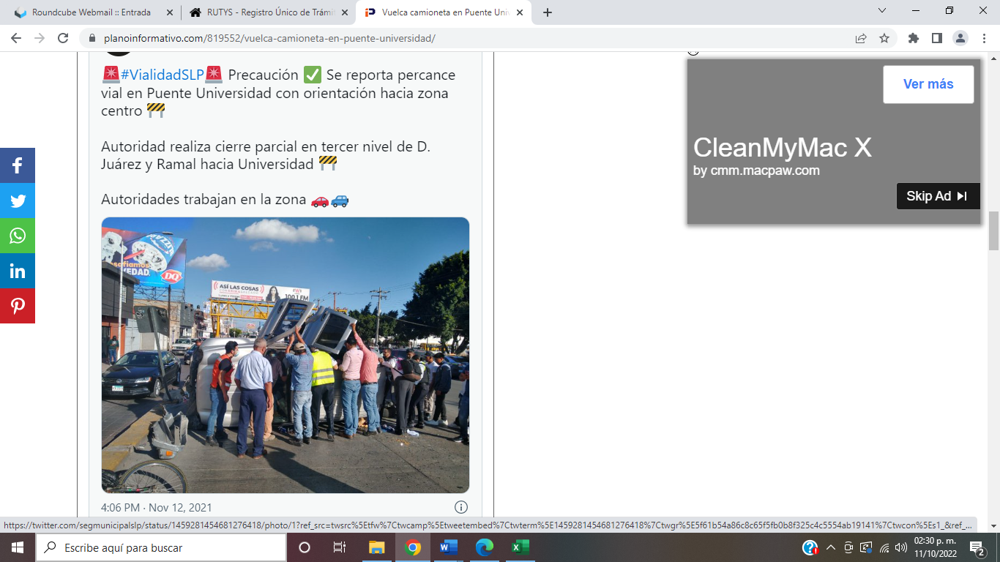 Roundcube Webmail :: Entrada
RUTYS - Registro Único de Trámi
Vuelca camioneta en Puente Univ
planoinformativo.com/819552/vuelca-camioneta-en-puente-universidad/
🚨#VialidadSLP🚨 Precaución ✅ Se reporta percance
vial en Puente Universidad con orientación hacia zona
centro 🚧
Autoridad realiza cierre parcial en tercer nivel de D.
Juárez y Ramal hacia Universidad 🚧
Autoridades trabajan en la zona 🚗🚙
Ver más
CleanMyMac X
by cmm.macpaw.com
Skip Ad
DQ
ASÍ LAS COSAS
100.1 FM
4:06 PM · Nov 12, 2021
https://twitter.com/segmunicipalslp/status/1459281454681276418/photo/1?ref_src=twsrc%5Etfw%7Ctwcamp%5Etweetembed%7Ctwterm%5E1459281454681276418%7Ctwgr%5E5f61b54a86c8c65f5fb0b8f325c4c5554ab19141%7Ctwcon%5Es1_&ref_...
Escribe aquí para buscar
02:30 p. m.
11/10/2022
2